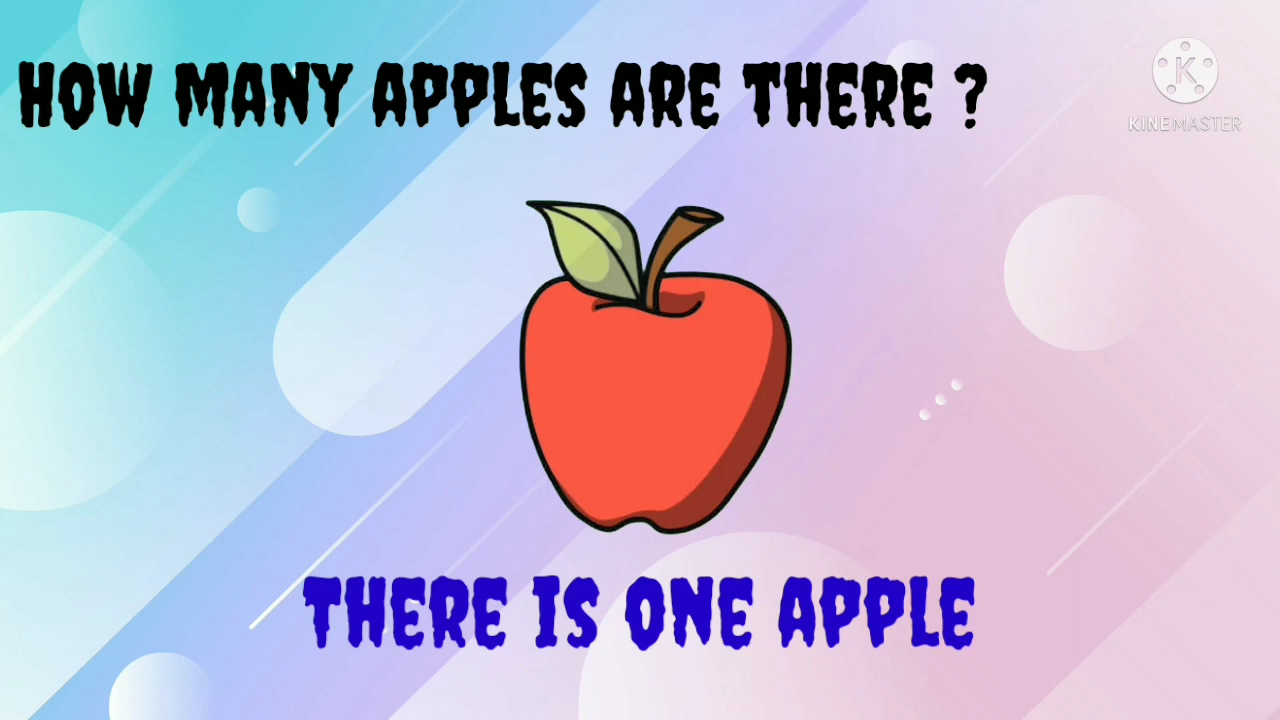 HOW MANY APPLES ARE THERE ?
K
KINEMASTER
THERE IS ONE APPLE